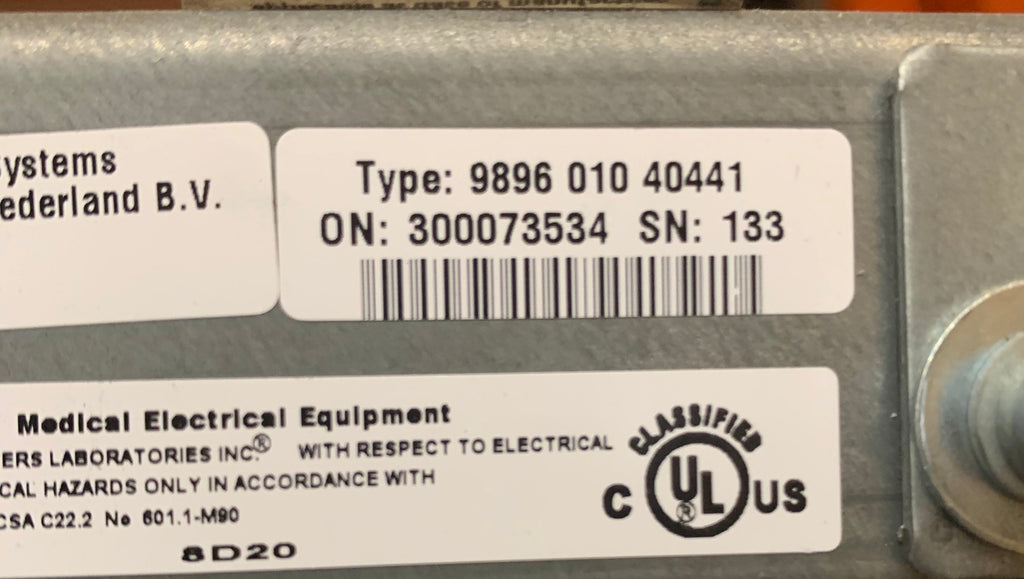 ystems
ederland B.V.
Type: 9896 010 40441
ON: 300073534 SN: 133
Medical Electrical Equipment
ERS LABORATORIES INC.® WITH RESPECT TO ELECTRICAL
CAL HAZARDS ONLY IN ACCORDANCE WITH
CSA C22.2 No 601.1-M90
8D20
CLASSIFIED
C UL® US